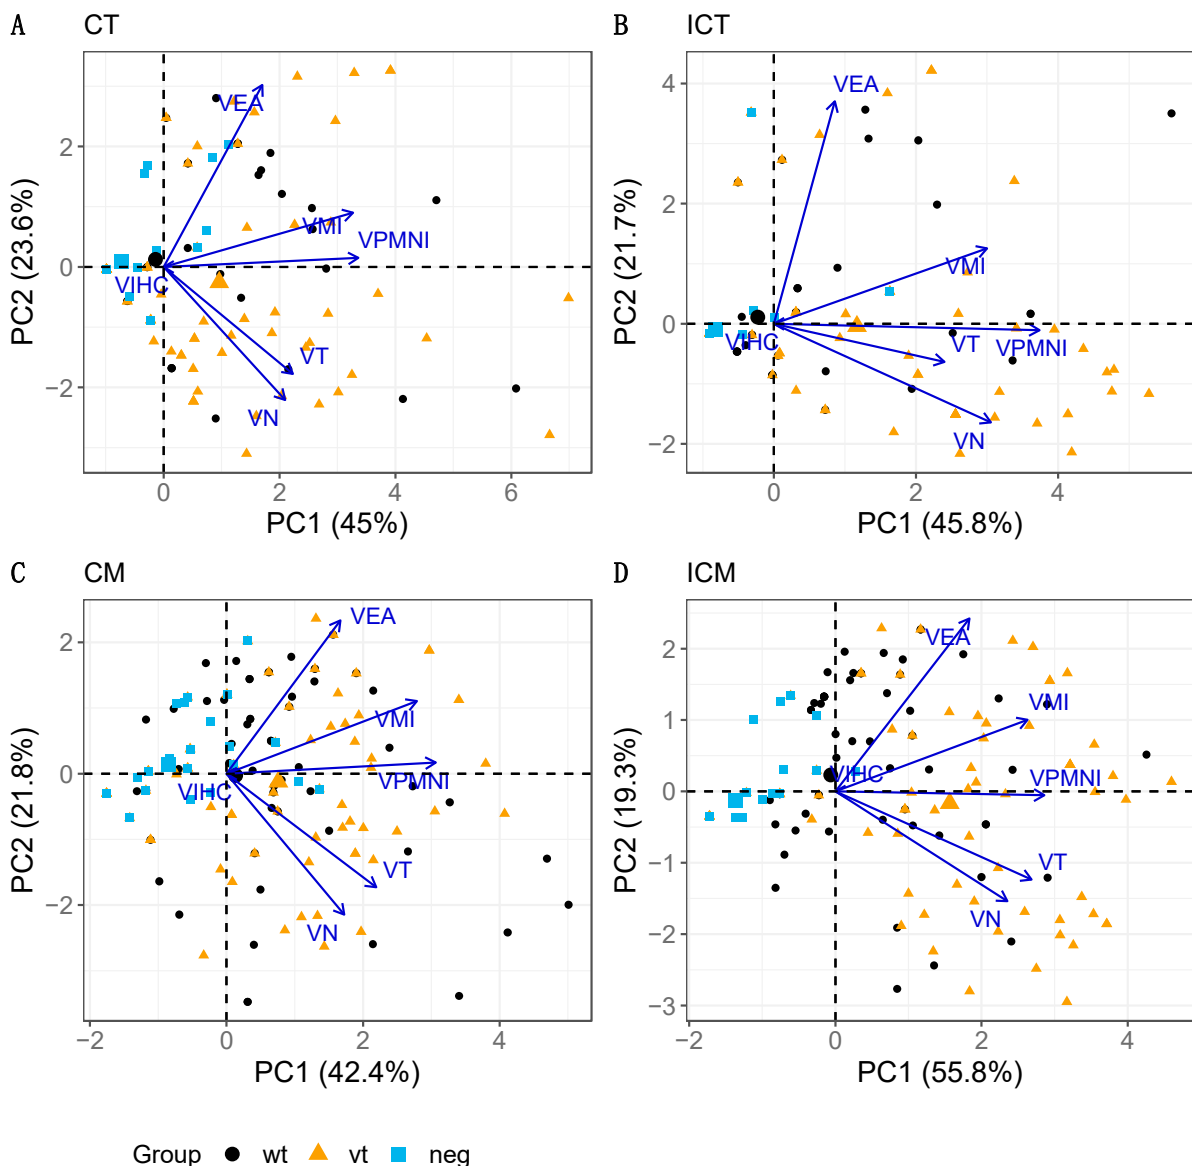 A CT
B ICT
VEA
VMI
VPMNI
VIHC
VT
VN
2
0
−2
0 2 4 6
PC2 (23.6%)
PC1 (45%)
VEA
VMI
VIHC
VT
VPMNI
VN
4
2
0
−2
0 2 4
PC2 (21.7%)
PC1 (45.8%)
C CM
D ICM
VEA
VMI
VPMNI
VIHC
VT
VN
2
0
−2
−2 0 2 4
PC2 (21.8%)
PC1 (42.4%)
VEA
VMI
VIHC
VPMNI
VT
VN
2
1
0
−1
−2
−3
−2 0 2 4
PC2 (19.3%)
PC1 (55.8%)
Group wt vt neg